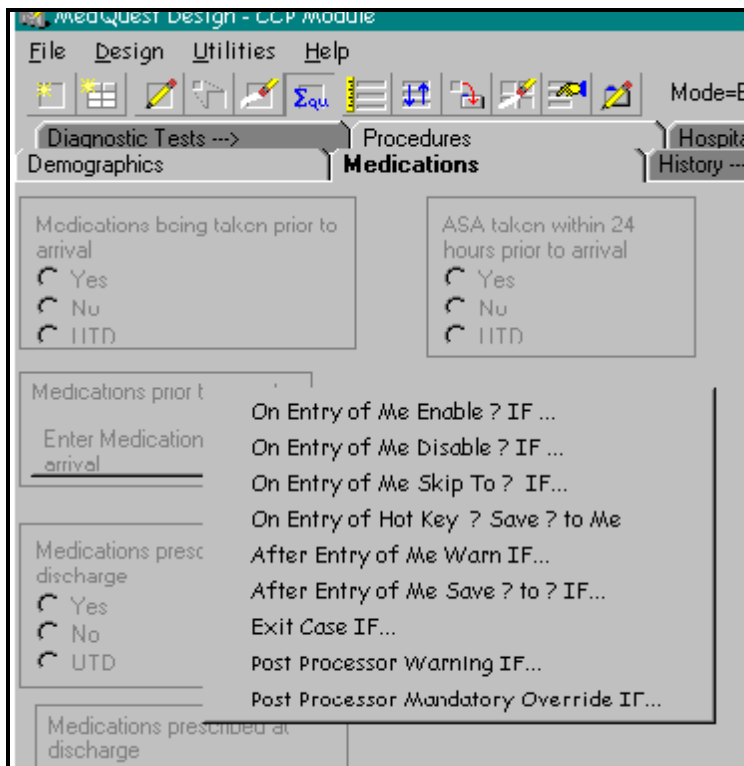 MedQuest Design - CCP Module
File Design Utilities Help
Σqu Mode=E
Diagnostic Tests ---> Procedures Hospita
Demographics Medications History --
Medications being taken prior to
arrival
Yes
No
UTD
ASA taken within 24
hours prior to arrival
Yes
No
UTD
Medications prior t
Enter Medication
arrival
On Entry of Me Enable ? IF ...
On Entry of Me Disable ? IF ...
On Entry of Me Skip To ? IF...
On Entry of Hot Key ? Save ? to Me
After Entry of Me Warn IF...
After Entry of Me Save ? to ? IF...
Exit Case IF...
Post Processor Warning IF...
Post Processor Mandatory Override IF...
Medications presc
discharge
Yes
No
UTD
Medications prescribed at
discharge